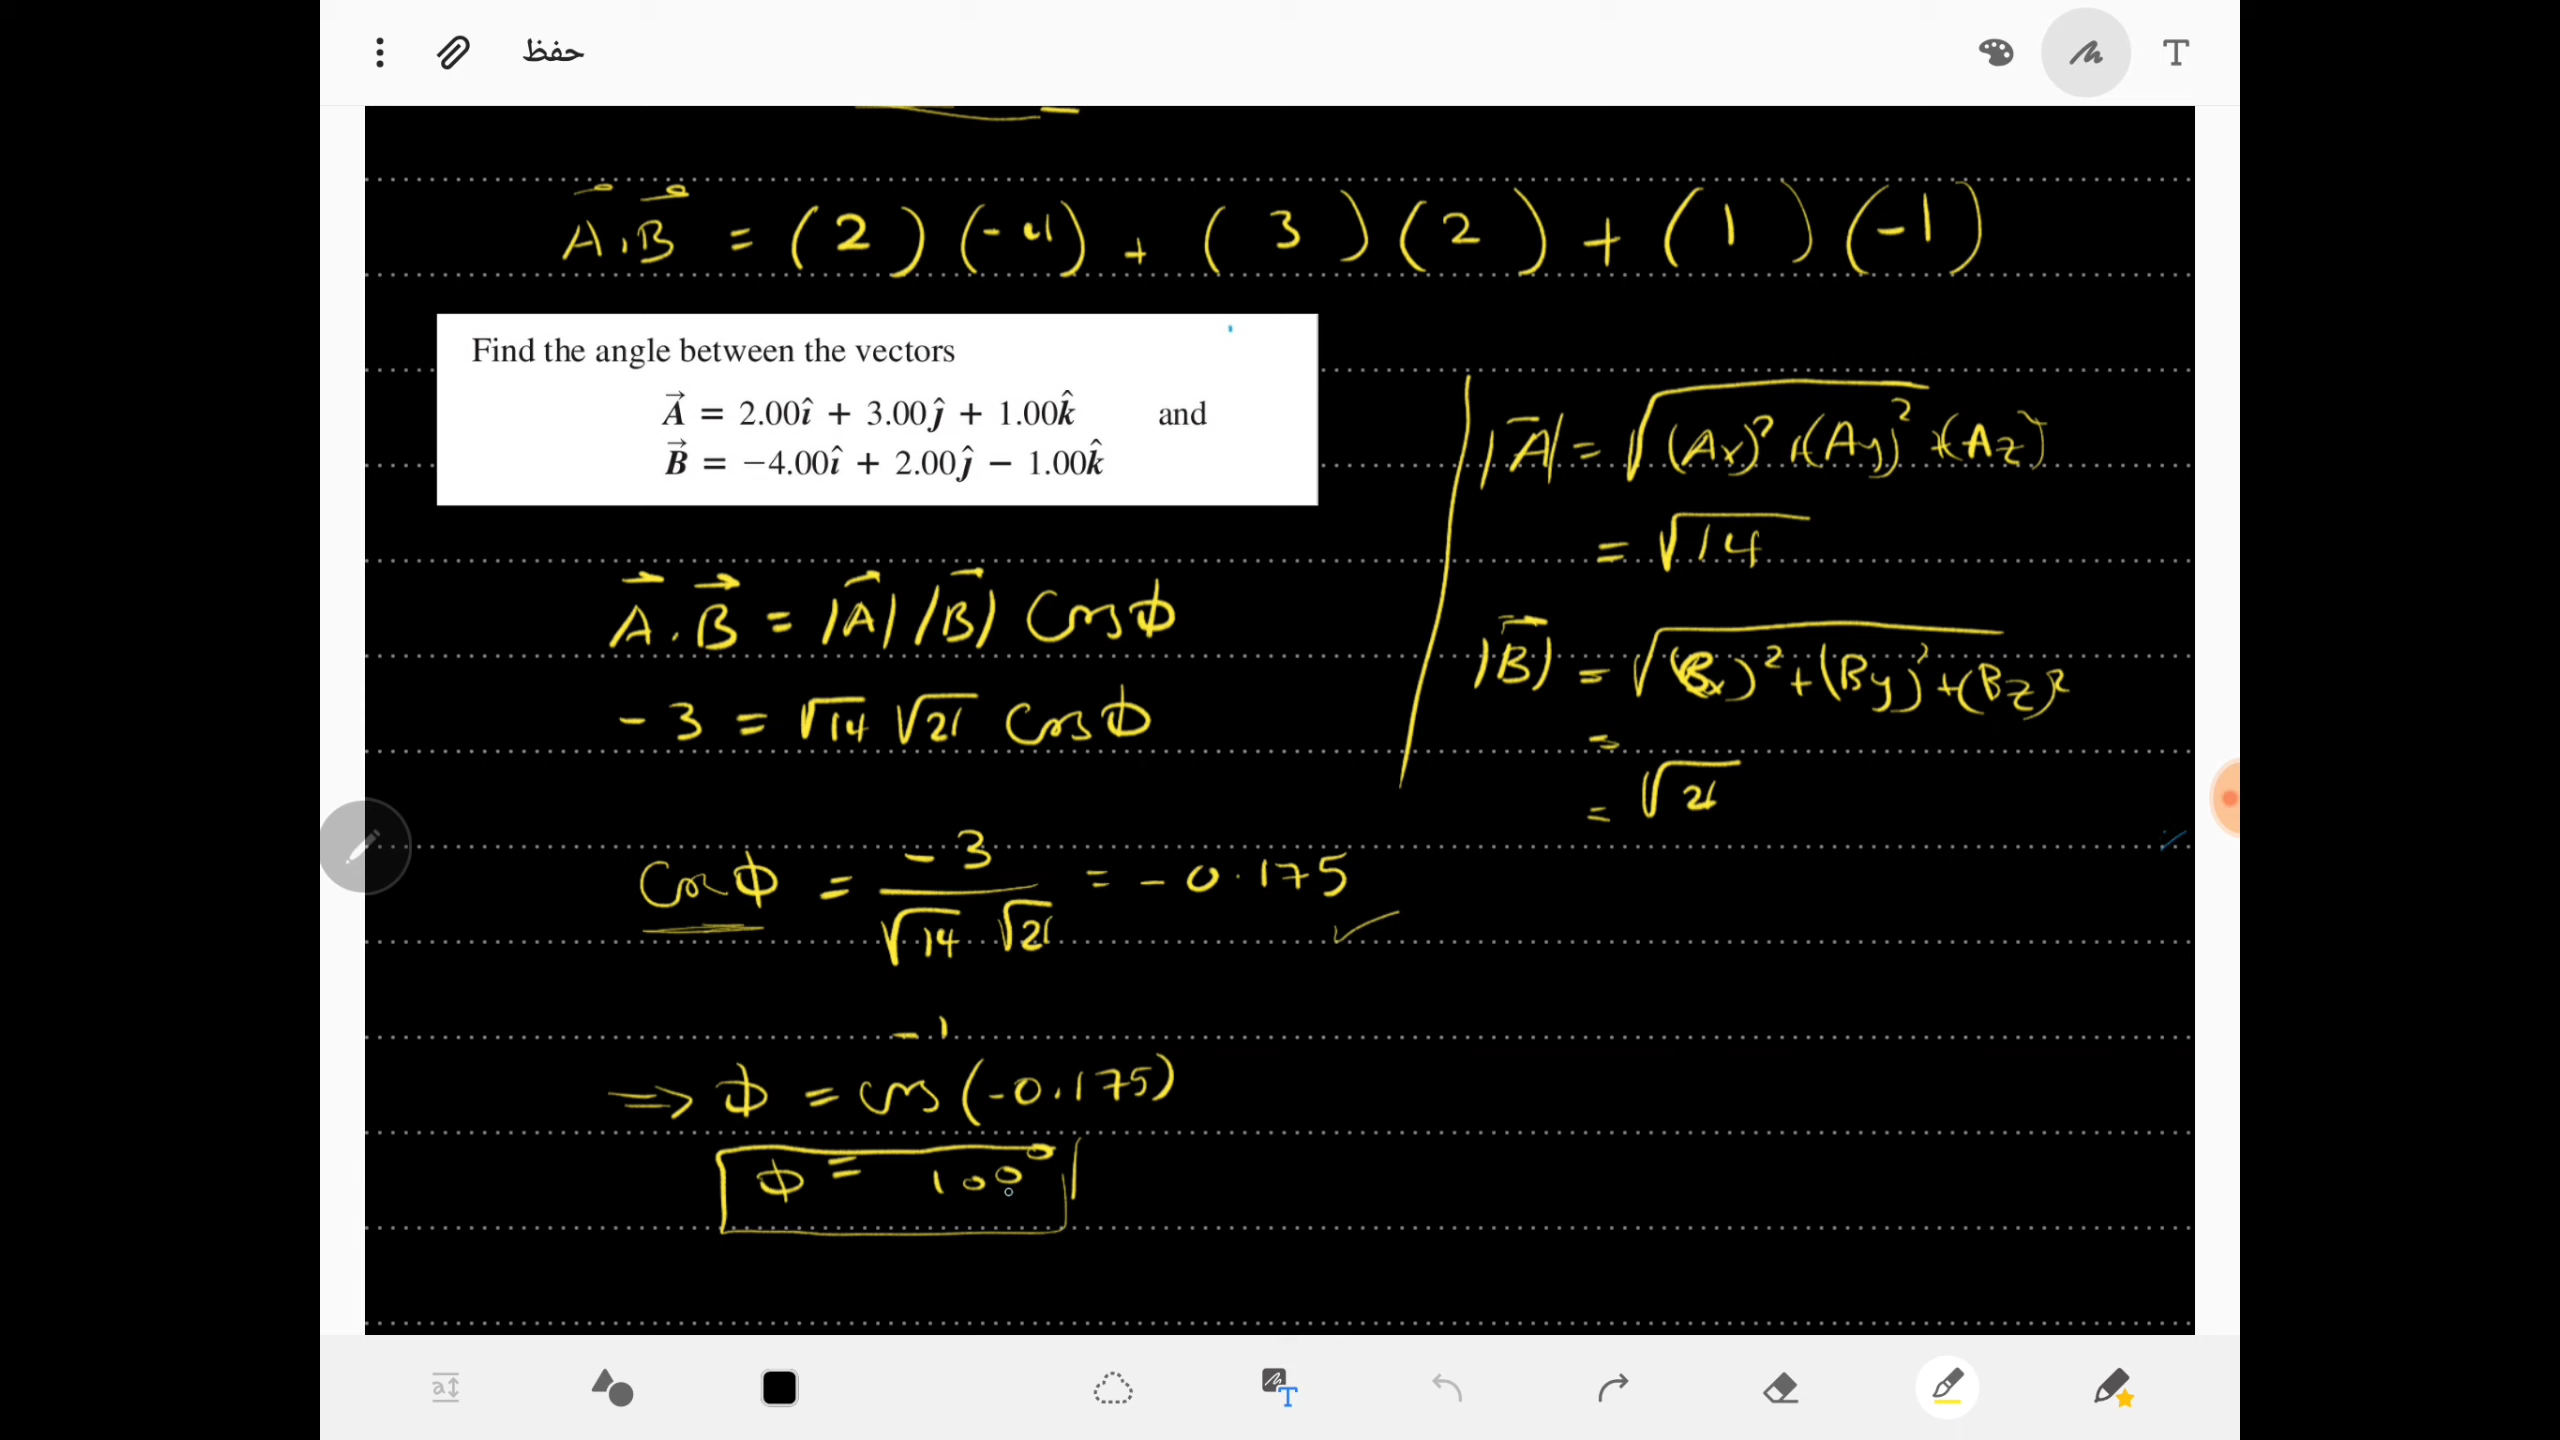 حفظ
T
A⃗.B⃗ = (2)(-4) + (3)(2) + (1)(-1)
Find the angle between the vectors
A⃗ = 2.00î + 3.00ĵ + 1.00k̂ and
B⃗ = −4.00î + 2.00ĵ − 1.00k̂
|A⃗| = √(Ax)² + (Ay)² + (Az)
= √14
A⃗.B⃗ = |A⃗| |B⃗| Cos Φ
|B⃗| = √(Bx)² + (By)² + (Bz)²
-3 = √14 √21 Cos Φ
=
= √21
Cos Φ = -3 / √14 √21 = -0.175
⇒ Φ = cos⁻¹(-0.175)
Φ = 100°